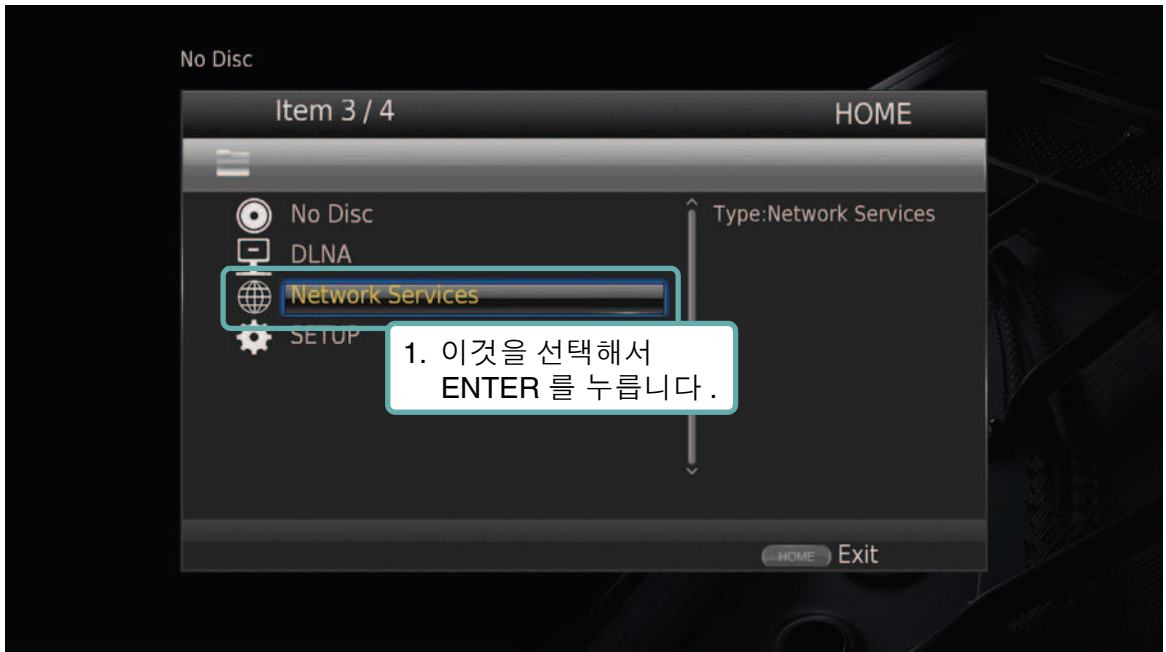 No Disc
Item 3 / 4
HOME
No Disc
Type:Network Services
DLNA
Network Services
SETUP
1. 이것을 선택해서
ENTER 를 누릅니다 .
HOME Exit